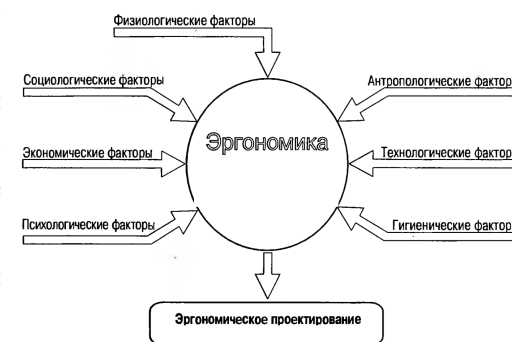 Физиологические факторы
Социологические факторы
Антропологические фактор
Эргономика
Экономические факторы
Технологические фактор
Психологические факторы
Гигиенические фактор
Эргономическое проектирование